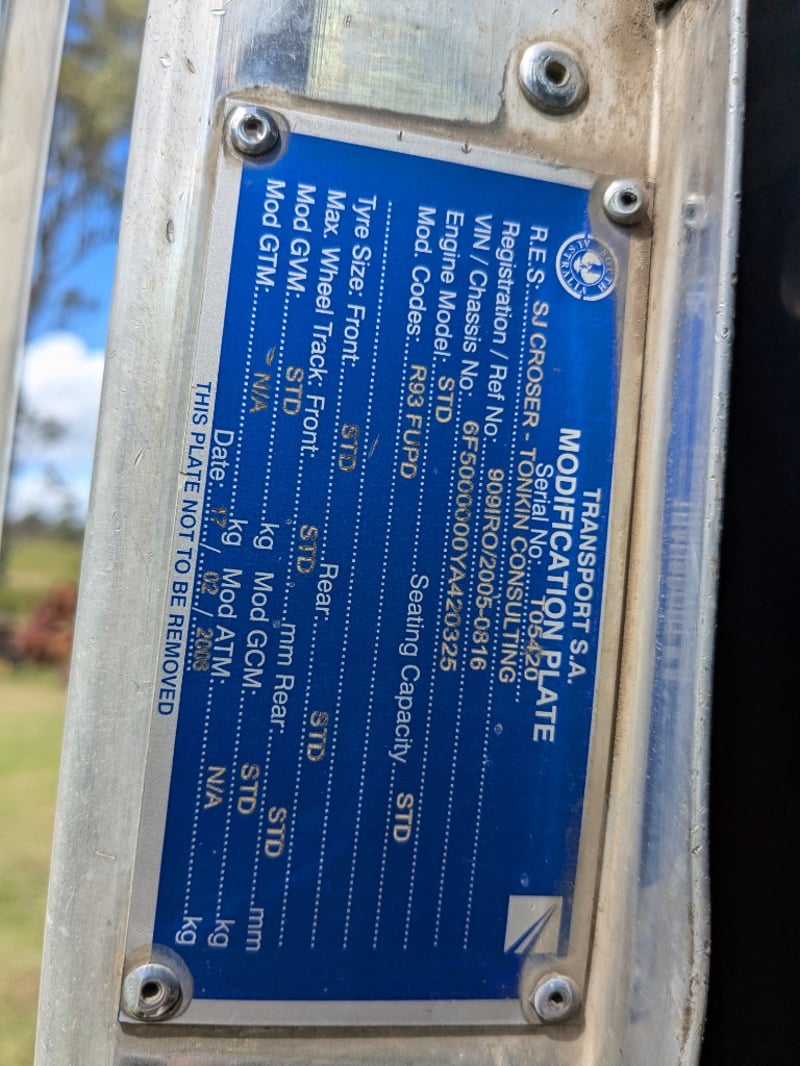 TRANSPORT S.A.
MODIFICATION PLATE
Serial No. T05420
R.E.S: SJ CROSER - TONKIN CONSULTING
Registration / Ref No: 909IRO/2005-0816
VIN / Chassis No: 6F5000000YA420325
Engine Model: STD
Mod. Codes: R93 FUPD Seating Capacity STD
Tyre Size: Front: STD Rear STD
Max. Wheel Track: Front: STD mm Rear: STD mm
Mod GVM: STD kg Mod GCM STD kg
Mod GTM: N/A kg Mod ATM: N/A kg
Date 17 / 02 / 2006
THIS PLATE NOT TO BE REMOVED